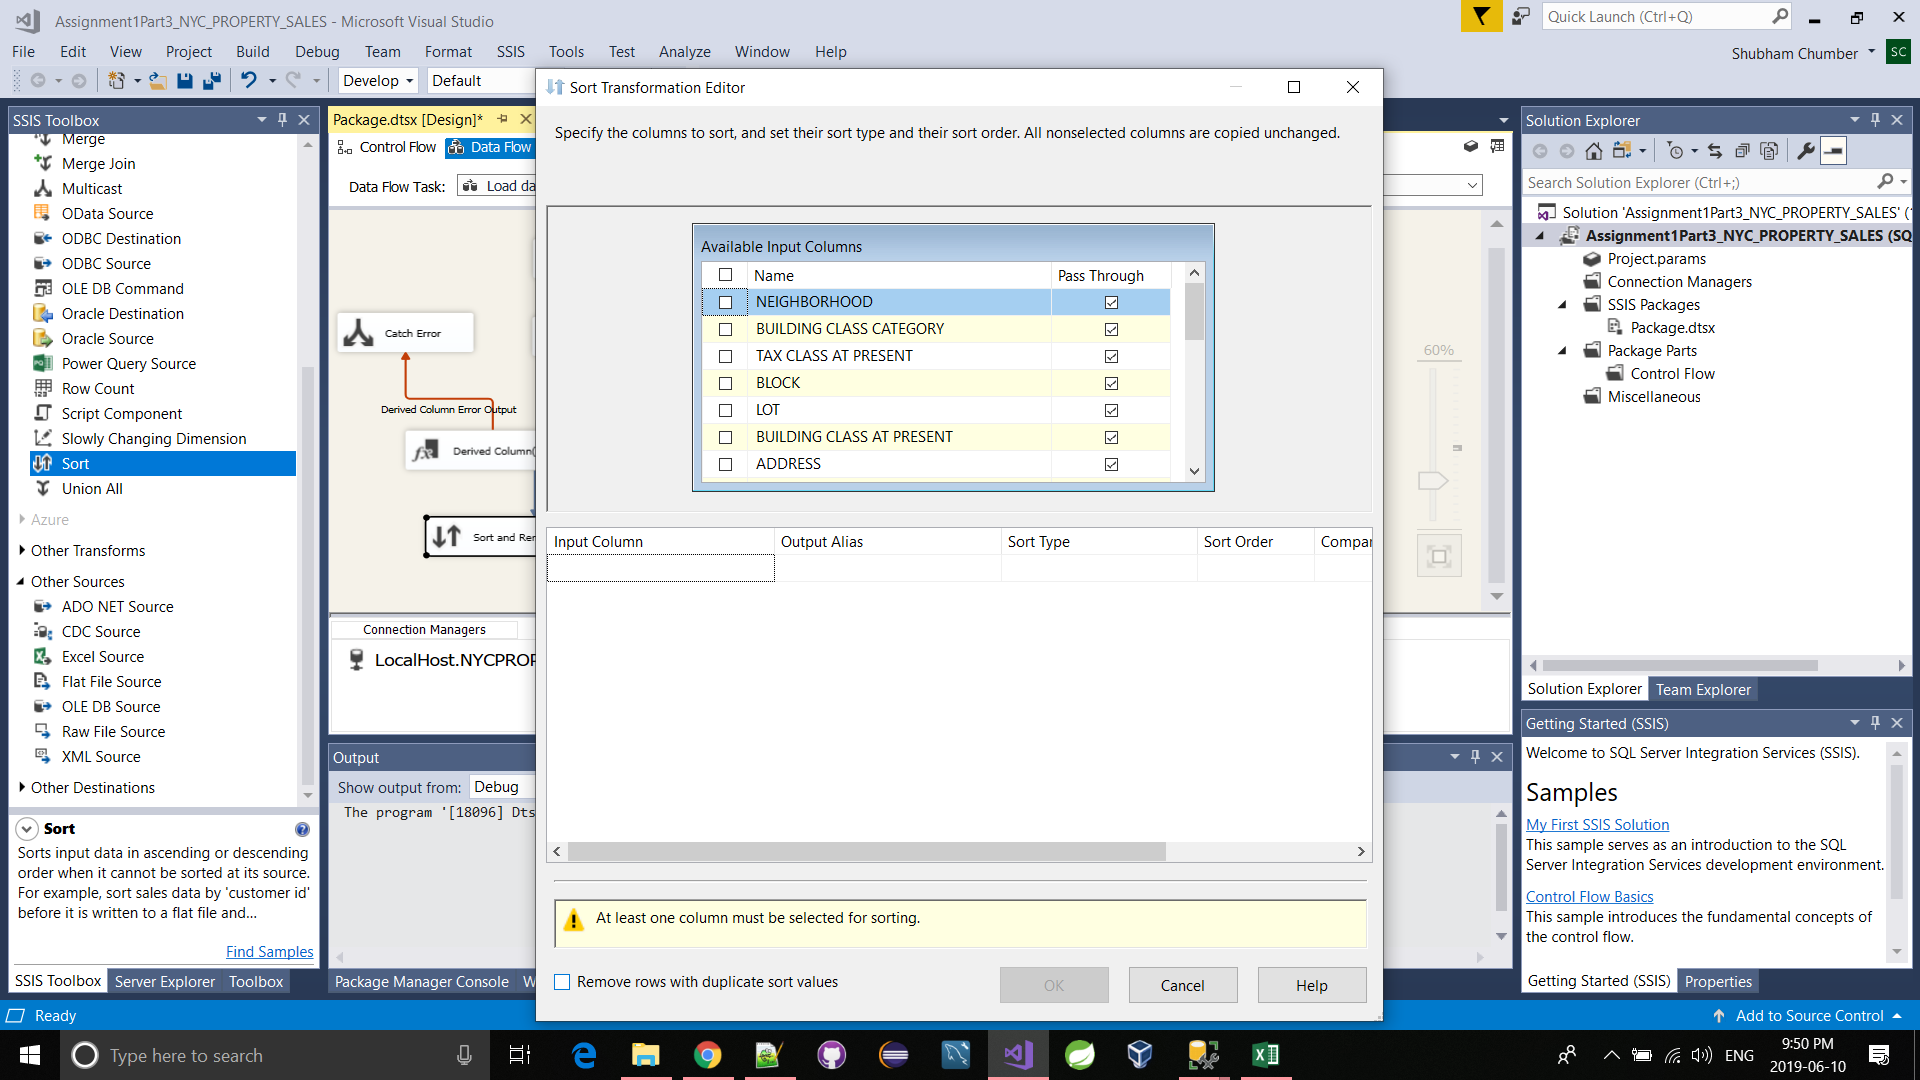 Assignment1Part3_NYC_PROPERTY_SALES - Microsoft Visual Studio
Quick Launch (Ctrl+Q)
File Edit View Project Build Debug Team Format SSIS Tools Test Analyze Window Help
Shubham Chumber SC
Develop Default
SSIS Toolbox
Merge
Merge Join
Multicast
OData Source
ODBC Destination
ODBC Source
OLE DB Command
Oracle Destination
Oracle Source
Power Query Source
Row Count
Script Component
Slowly Changing Dimension
Sort
Union All
Azure
Other Transforms
Other Sources
ADO NET Source
CDC Source
Excel Source
Flat File Source
OLE DB Source
Raw File Source
XML Source
Other Destinations
Sort
Sorts input data in ascending or descending
order when it cannot be sorted at its source.
For example, sort sales data by 'customer id'
before it is written to a flat file and...
Find Samples
SSIS Toolbox Server Explorer Toolbox
Package.dtsx [Design]*
Control Flow Data Flow
Data Flow Task: Load da
Catch Error
Derived Column Error Output
Derived Column
Sort and Rer
60%
Connection Managers
LocalHost.NYCPROP
Output
Show output from: Debug
The program '[18096] Dts
Package Manager Console W
Sort Transformation Editor
Specify the columns to sort, and set their sort type and their sort order. All nonselected columns are copied unchanged.
Available Input Columns
Name Pass Through
NEIGHBORHOOD
BUILDING CLASS CATEGORY
TAX CLASS AT PRESENT
BLOCK
LOT
BUILDING CLASS AT PRESENT
ADDRESS
Input Column Output Alias Sort Type Sort Order Compar
At least one column must be selected for sorting.
Remove rows with duplicate sort values
OK Cancel Help
Solution Explorer
Search Solution Explorer (Ctrl+;)
Solution 'Assignment1Part3_NYC_PROPERTY_SALES' (1
Assignment1Part3_NYC_PROPERTY_SALES (SQ
Project.params
Connection Managers
SSIS Packages
Package.dtsx
Package Parts
Control Flow
Miscellaneous
Solution Explorer Team Explorer
Getting Started (SSIS)
Welcome to SQL Server Integration Services (SSIS).
Samples
My First SSIS Solution
This sample serves as an introduction to the SQL
Server Integration Services development environment.
Control Flow Basics
This sample introduces the fundamental concepts of
the control flow.
Getting Started (SSIS) Properties
Ready
Add to Source Control
Type here to search
ENG
9:50 PM
2019-06-10